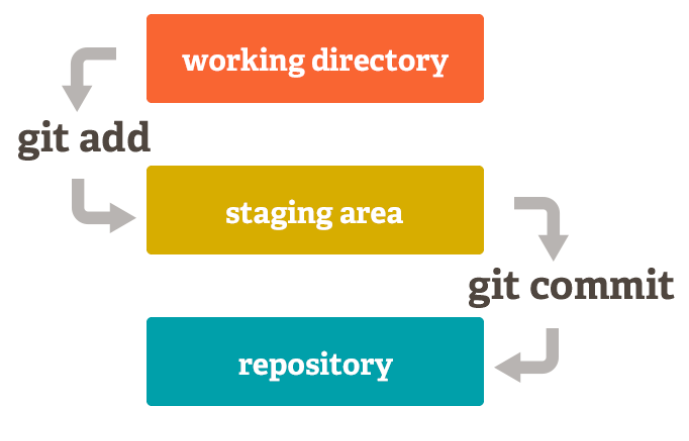 working directory
git add
staging area
git commit
repository